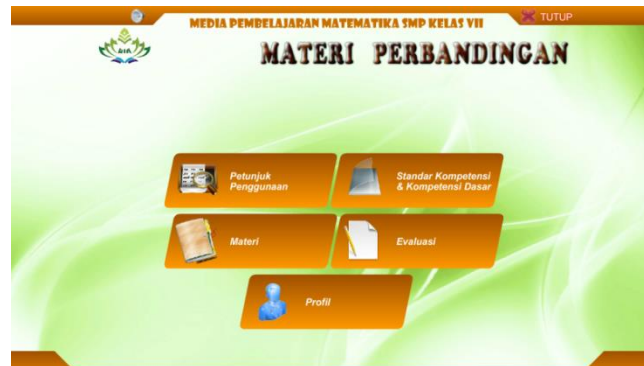 MEDIA PEMBELAJARAN MATEMATIKA SMP KELAS VII
TUTUP
MATERI PERBANDINGAN
Petunjuk
Penggunaan
Standar Kompetensi
& Kompetensi Dasar
Materi
Evaluasi
Profil